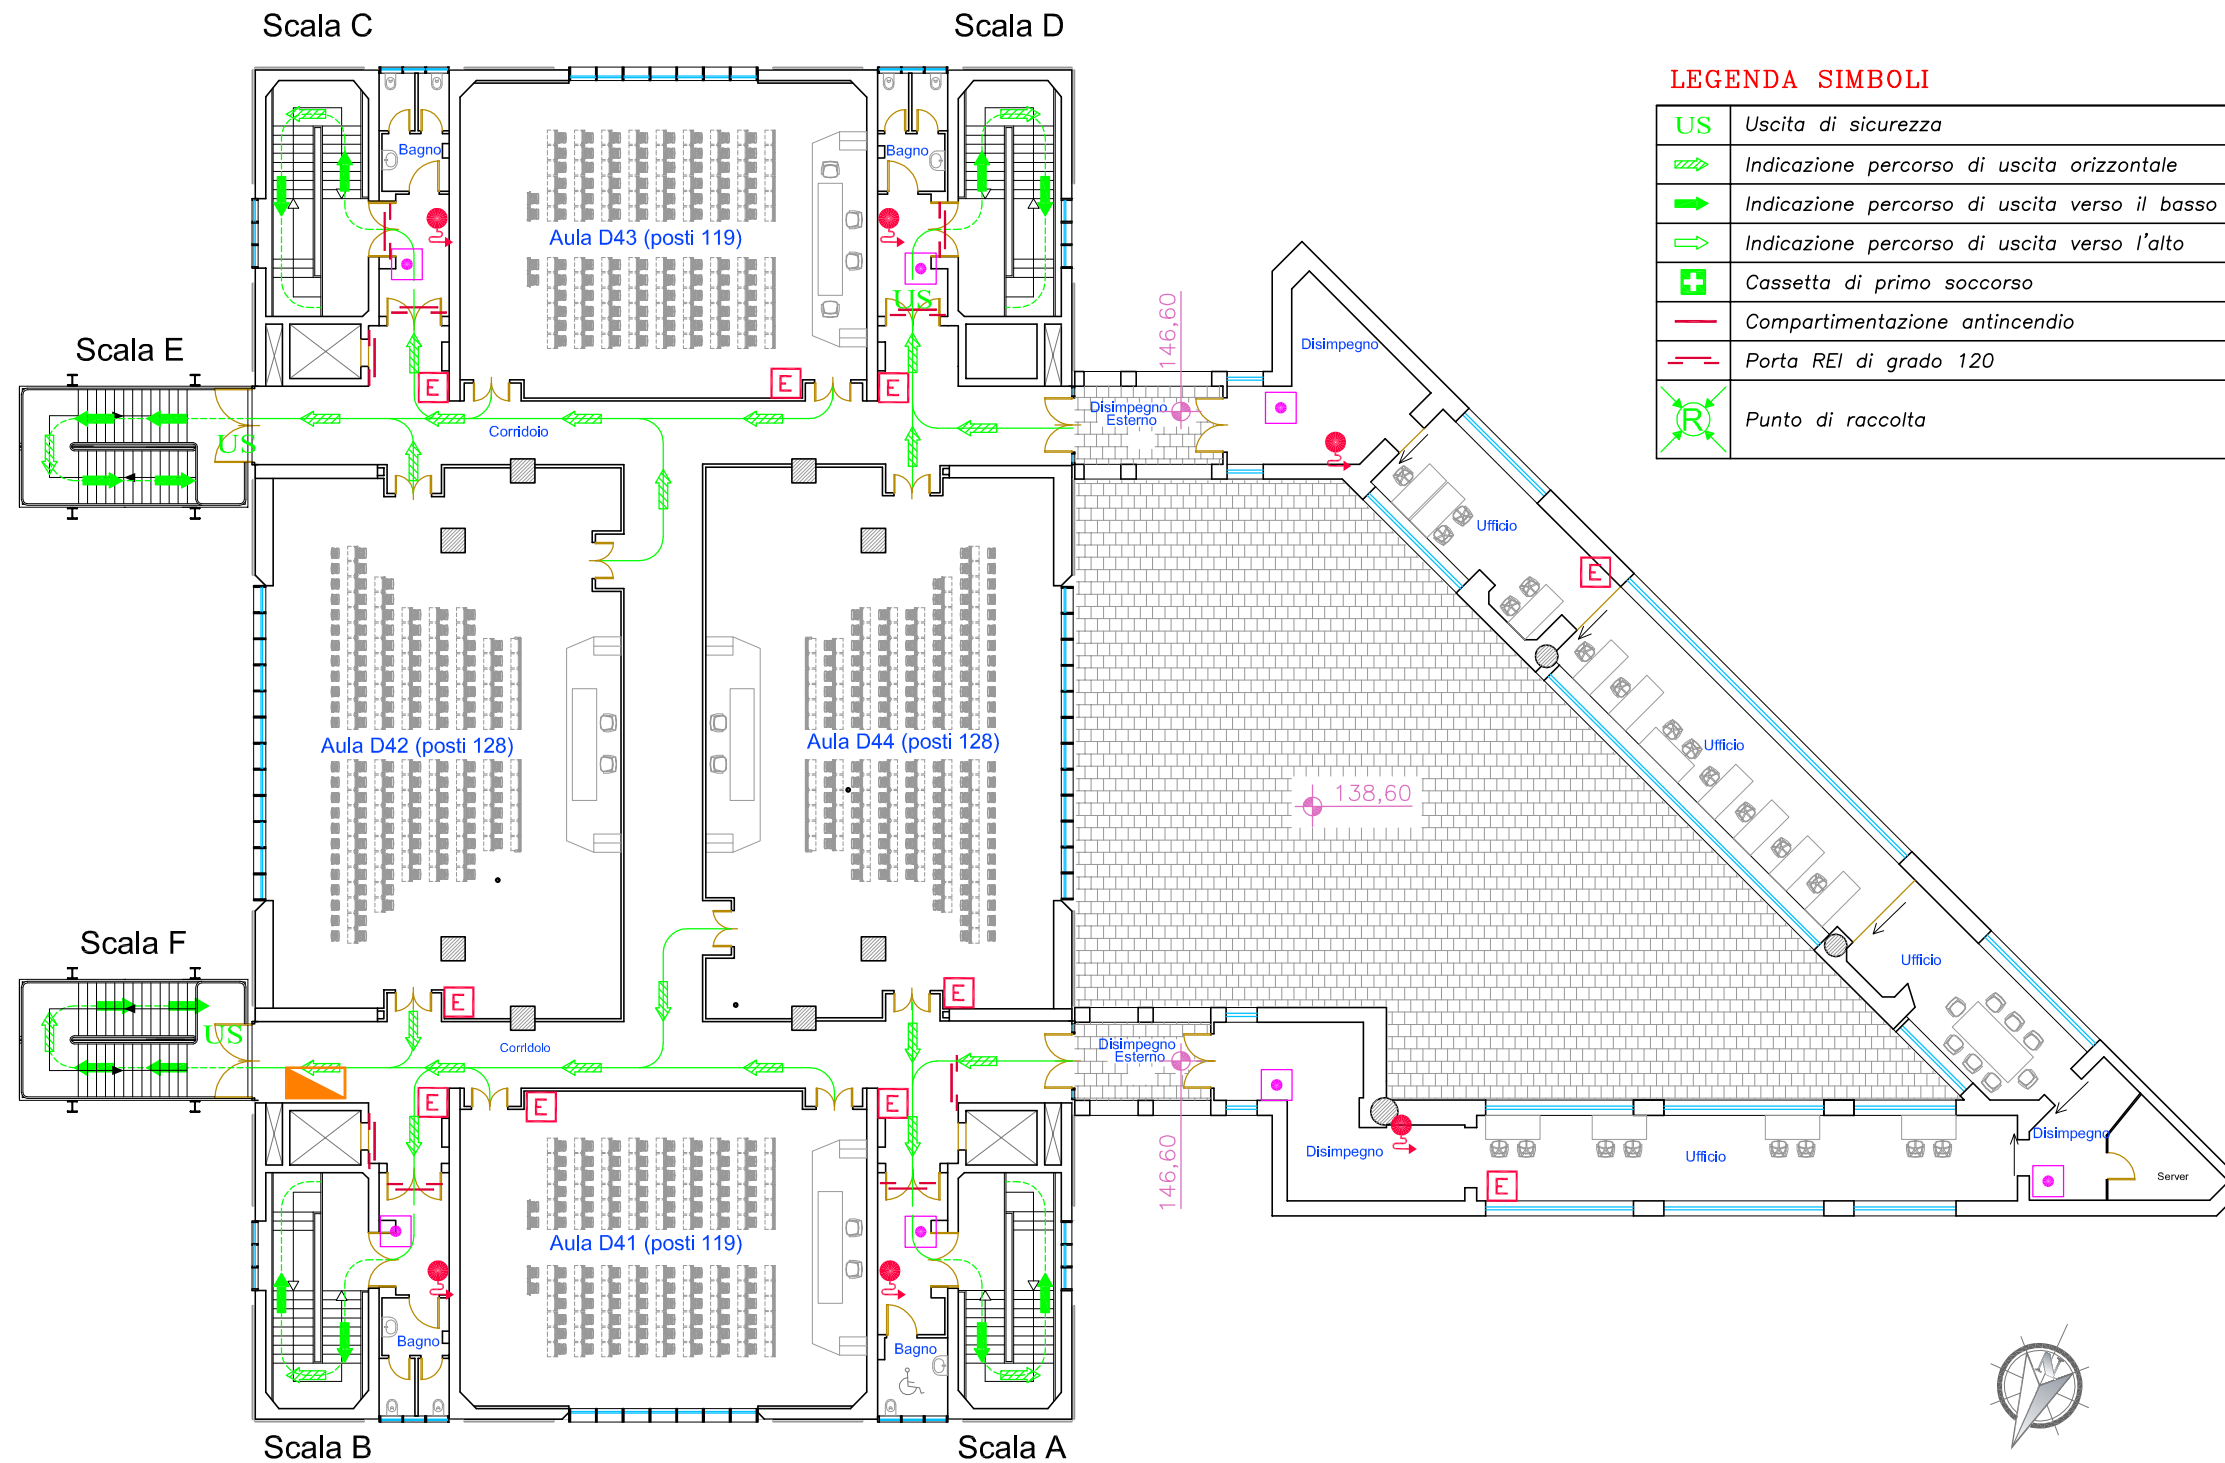 Scala C
Scala D
LEGENDA SIMBOLI
US Uscita di sicurezza
Indicazione percorso di uscita orizzontale
Indicazione percorso di uscita verso il basso
Indicazione percorso di uscita verso l'alto
Cassetta di primo soccorso
Compartimentazione antincendio
Porta REI di grado 120
R Punto di raccolta
Bagno
Bagno
Aula D43 (posti 119)
US
146,60
Disimpegno
Scala E
E
E
E
Disimpegno
Esterno
US
Corridoio
Ufficio
E
Aula D42 (posti 128)
Aula D44 (posti 128)
Ufficio
138,60
Scala F
Ufficio
E
E
US
Corridoio
Disimpegno
Esterno
E
E
E
Disimpegno
Disimpegno
Ufficio
146,60
E
Server
Aula D41 (posti 119)
Bagno
Bagno
N
Scala B
Scala A